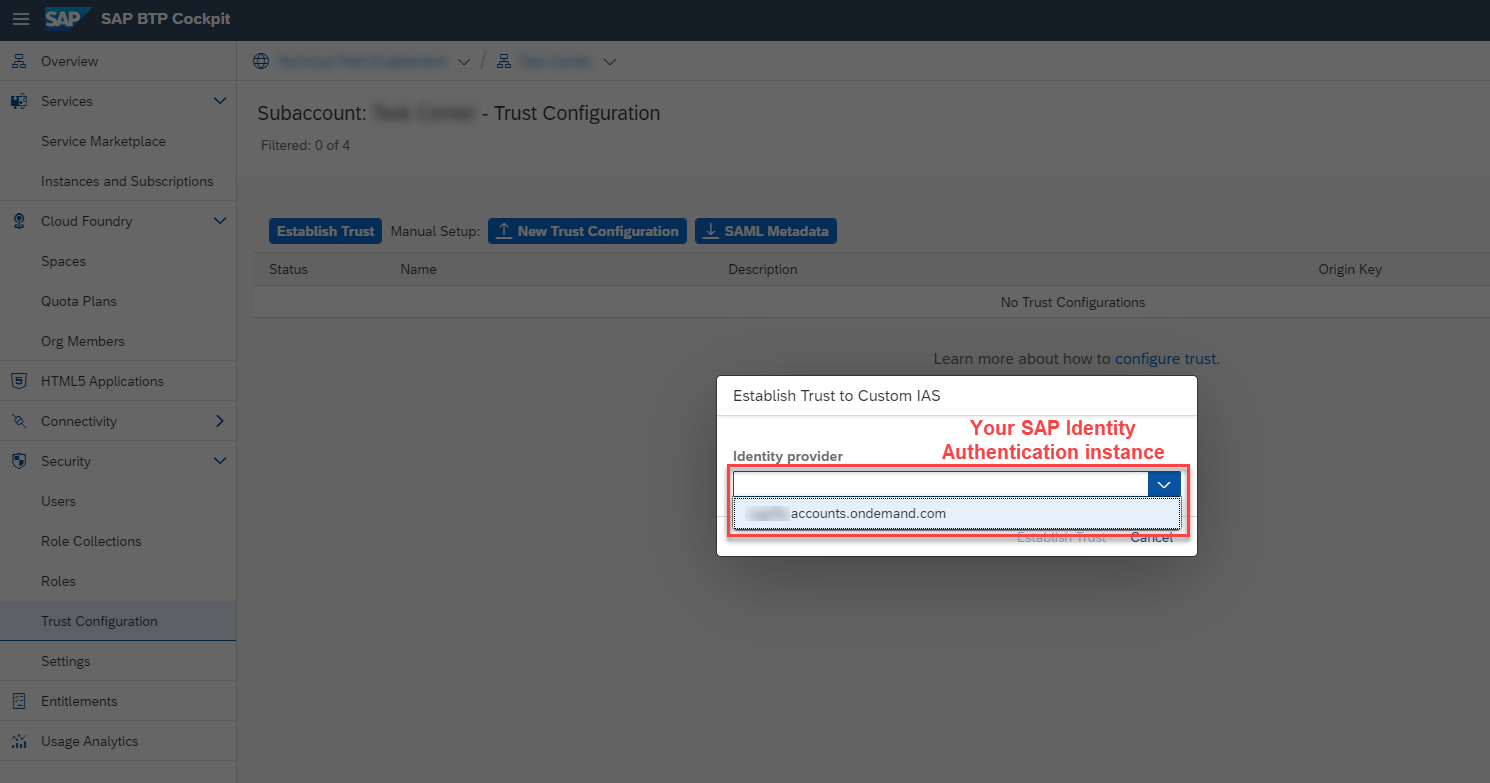 SAP SAP BTP Cockpit
Overview
Services
Service Marketplace
Instances and Subscriptions
Cloud Foundry
Spaces
Quota Plans
Org Members
HTML5 Applications
Connectivity
Security
Users
Role Collections
Roles
Trust Configuration
Settings
Entitlements
Usage Analytics
/
Subaccount: - Trust Configuration
Filtered: 0 of 4
Establish Trust Manual Setup: New Trust Configuration SAML Metadata
Status Name Description Origin Key
No Trust Configurations
Learn more about how to configure trust.
Establish Trust to Custom IAS
Your SAP Identity
Authentication instance
Identity provider
accounts.ondemand.com
Establish Trust Cancel